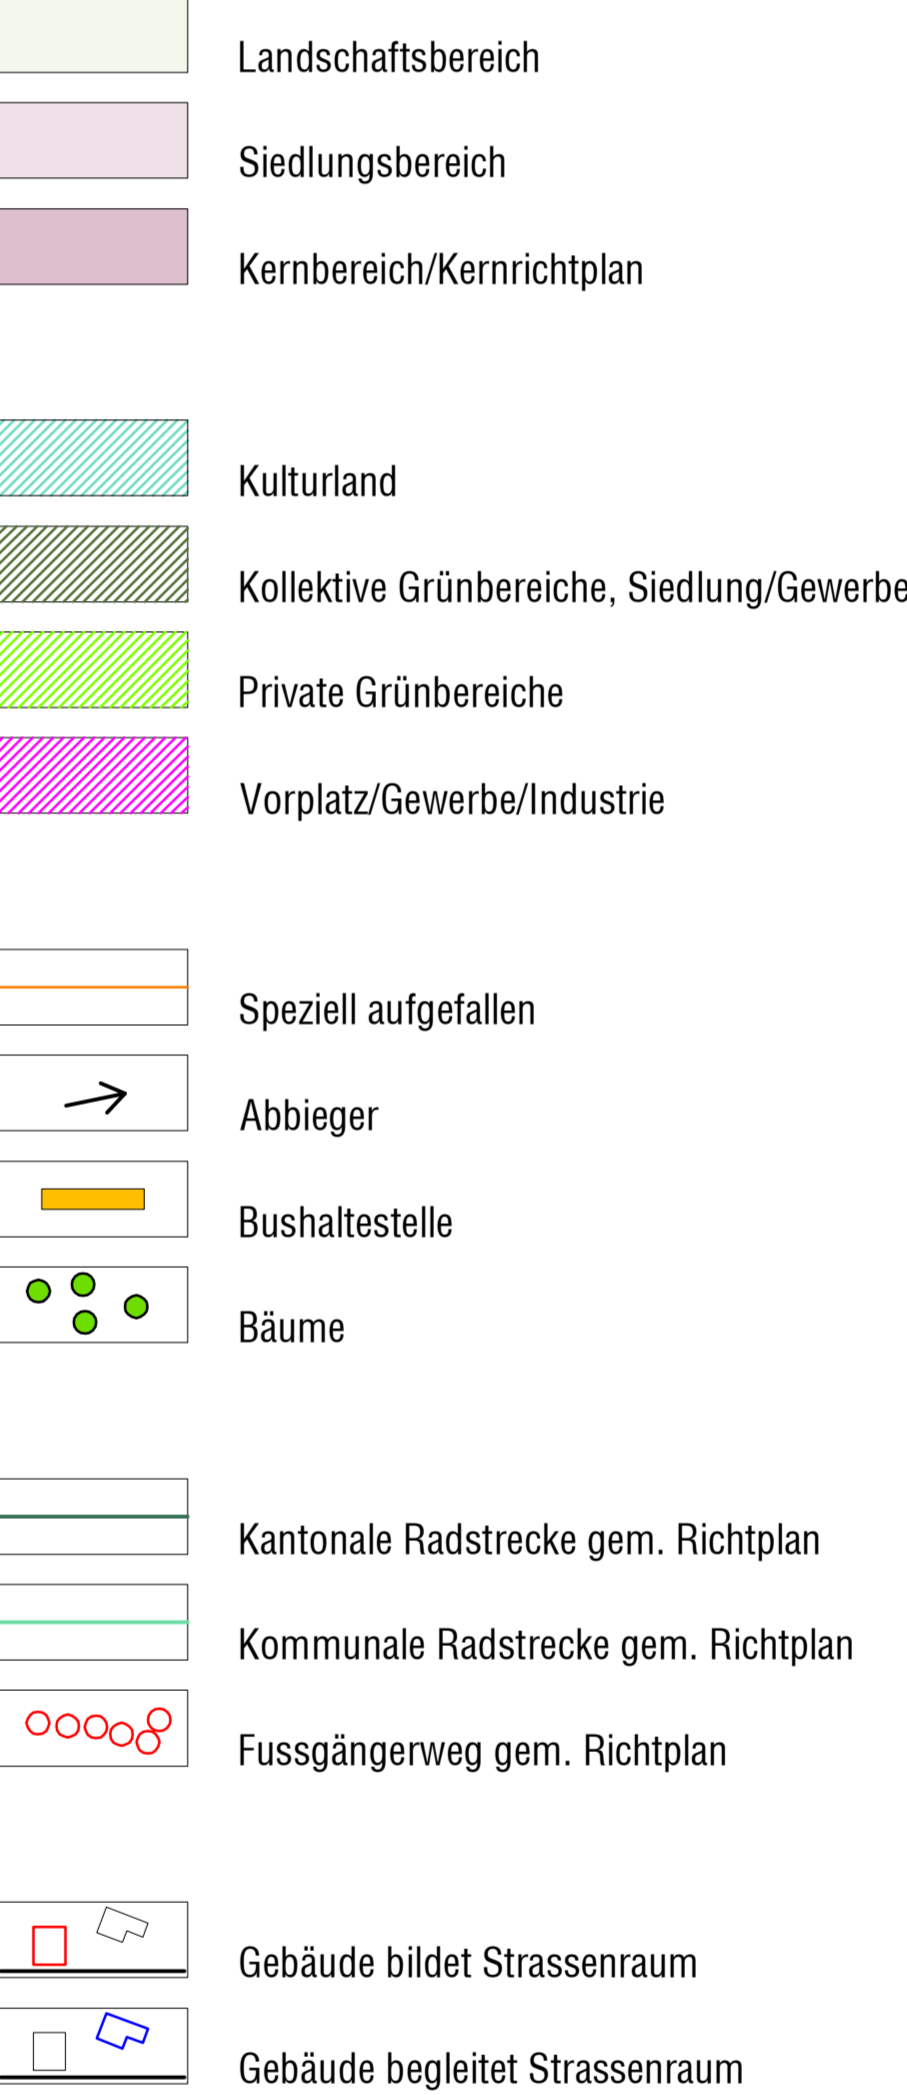 Landschaftsbereich
Siedlungsbereich
Kernbereich/Kernrichtplan
Kulturland
Kollektive Grünbereiche, Siedlung/Gewerbe
Private Grünbereiche
Vorplatz/Gewerbe/Industrie
Speziell aufgefallen
Abbieger
Bushaltestelle
Bäume
Kantonale Radstrecke gem. Richtplan
Kommunale Radstrecke gem. Richtplan
Fussgängerweg gem. Richtplan
Gebäude bildet Strassenraum
Gebäude begleitet Strassenraum